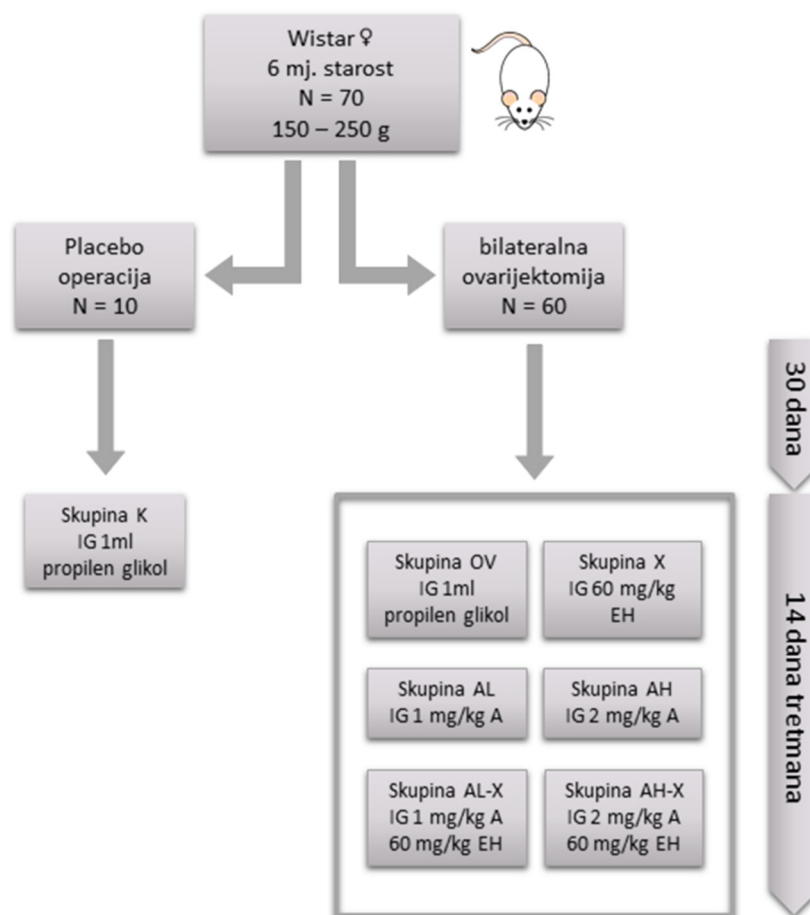 Wistar ♀
6 mj. starost
N = 70
150 – 250 g
Placebo
operacija
N = 10
bilateralna
ovarijektomija
N = 60
30 dana
Skupina K
IG 1ml
propilen glikol
Skupina OV
IG 1ml
propilen glikol
Skupina X
IG 60 mg/kg
EH
Skupina AL
IG 1 mg/kg A
Skupina AH
IG 2 mg/kg A
Skupina AL-X
IG 1 mg/kg A
60 mg/kg EH
Skupina AH-X
IG 2 mg/kg A
60 mg/kg EH
14 dana tretmana